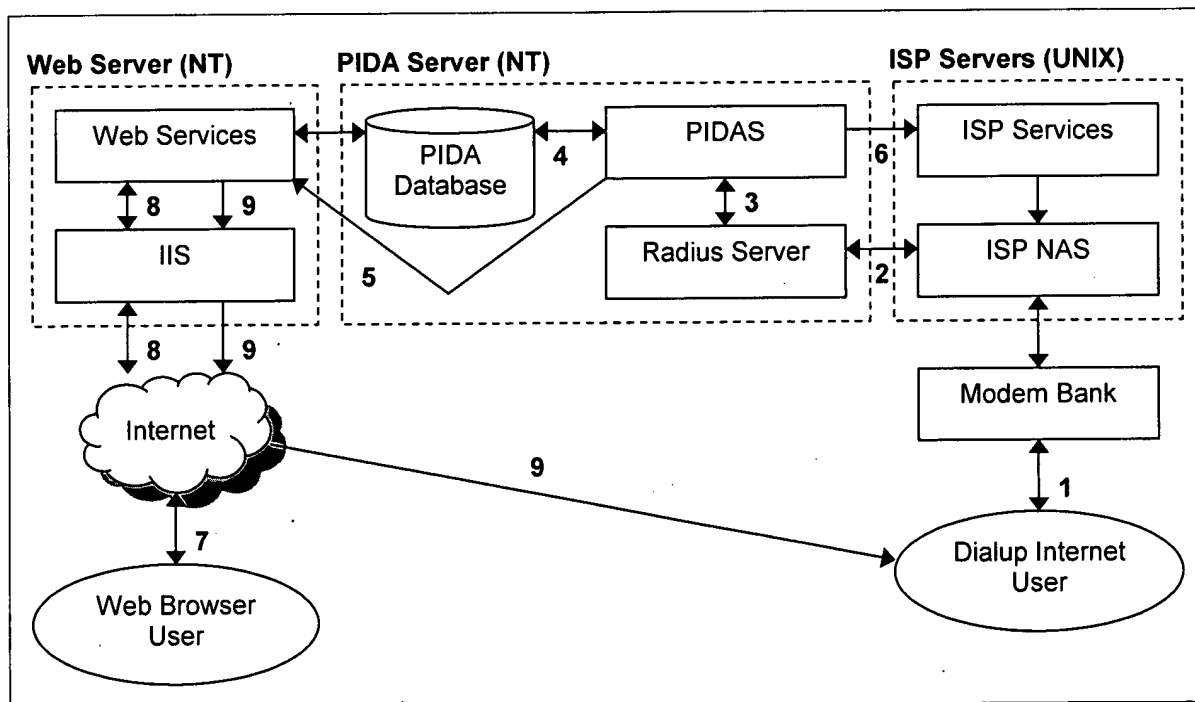 Web Server (NT)
PIDA Server (NT)
ISP Servers (UNIX)
Web Services
PIDA
Database
4
PIDAS
6
ISP Services
8
9
3
IIS
5
Radius Server
2
ISP NAS
8
9
Modem Bank
Internet
9
1
7
Dialup Internet
User
Web Browser
User